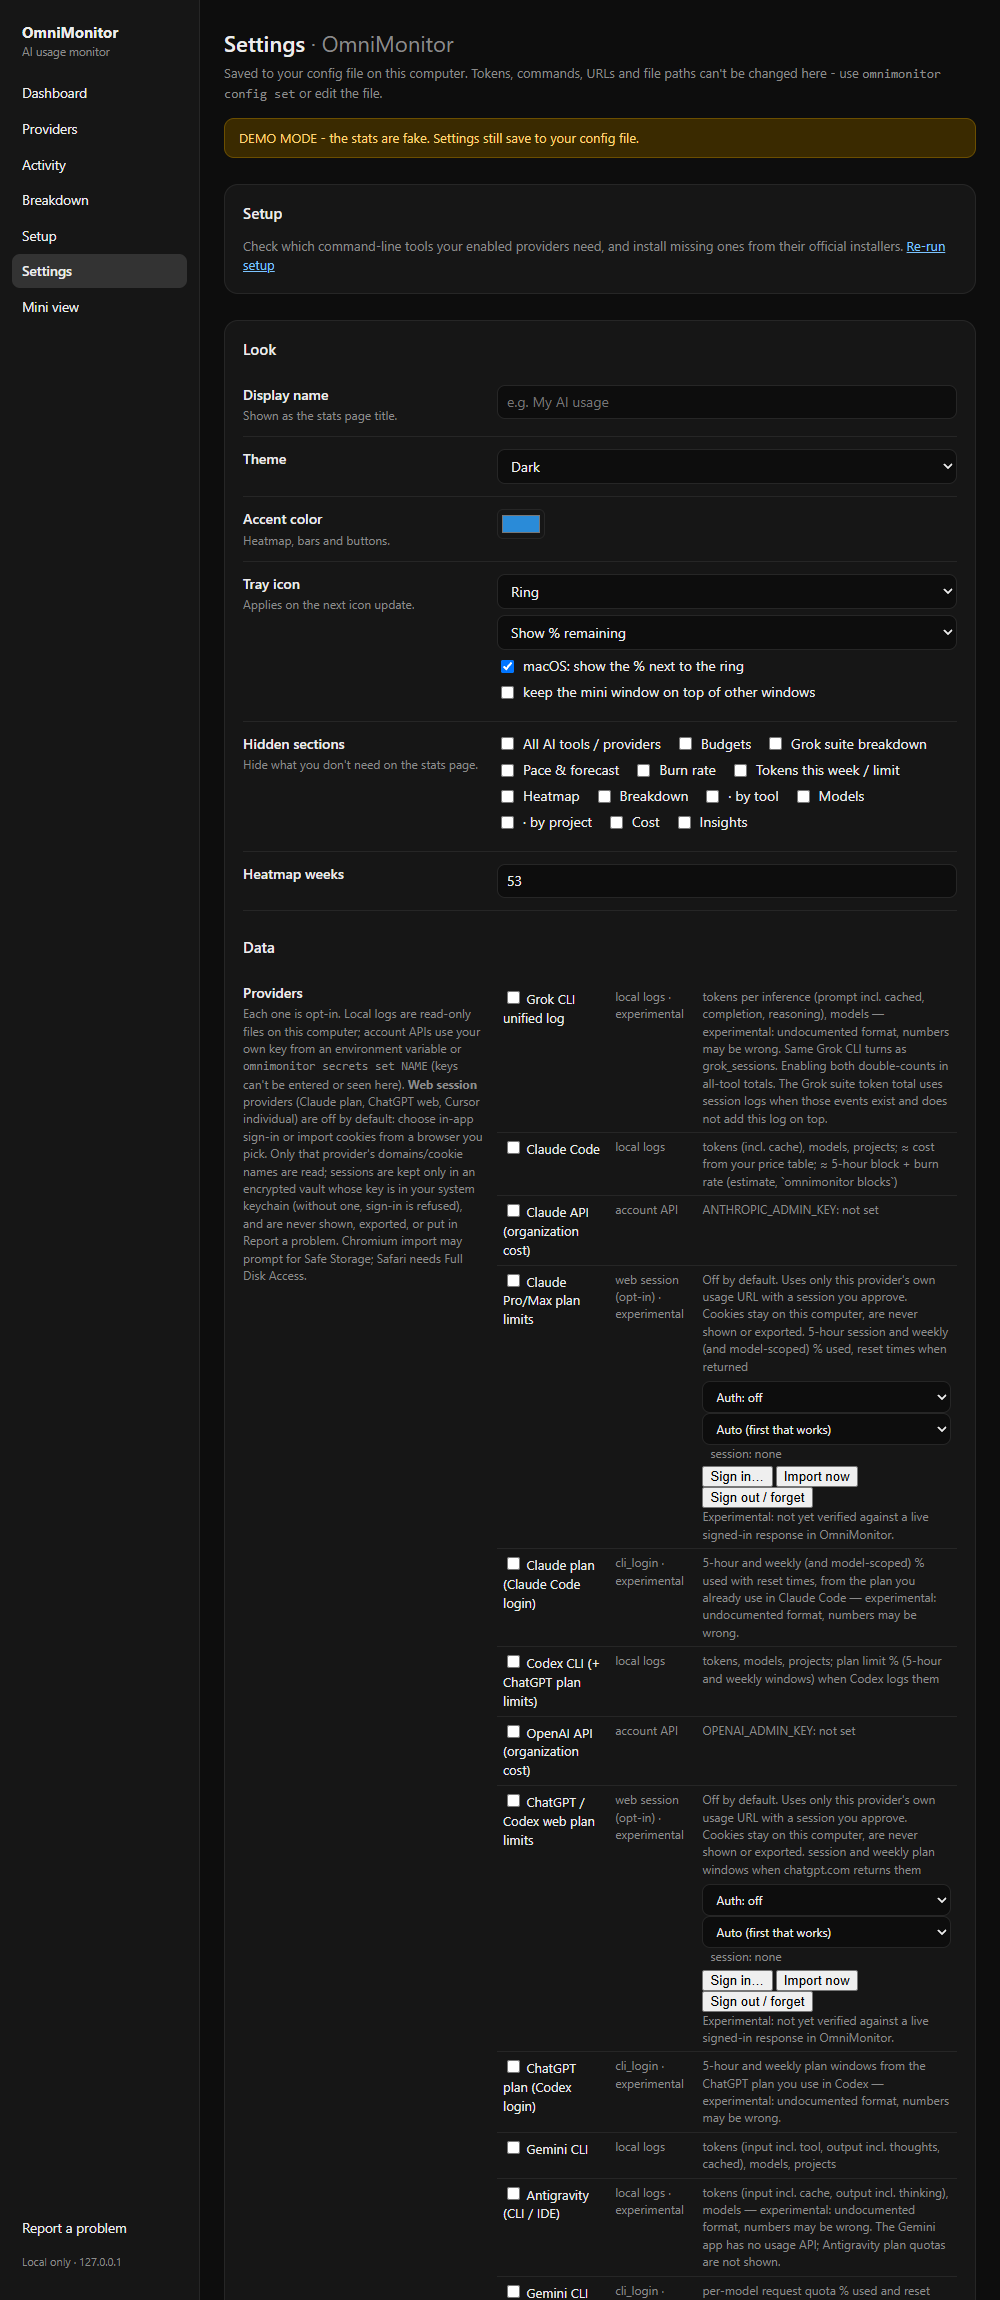 OmniMonitor
AI usage monitor
Dashboard
Providers
Activity
Breakdown
Setup
Settings
Mini view
Report a problem
Local only · 127.0.0.1
Settings · OmniMonitor
Saved to your config file on this computer. Tokens, commands, URLs and file paths can't be changed here - use omnimonitor
config set or edit the file.
DEMO MODE - the stats are fake. Settings still save to your config file.
Setup
Check which command-line tools your enabled providers need, and install missing ones from their official installers. Re-run
setup
Look
Display name
Shown as the stats page title.
e.g. My AI usage
Theme
Dark
Accent color
Heatmap, bars and buttons.
Tray icon
Applies on the next icon update.
Ring
Show % remaining
macOS: show the % next to the ring
keep the mini window on top of other windows
Hidden sections
Hide what you don't need on the stats page.
All AI tools / providers Budgets Grok suite breakdown
Pace & forecast Burn rate Tokens this week / limit
Heatmap Breakdown · by tool Models
· by project Cost Insights
Heatmap weeks
53
Data
Providers
Each one is opt-in. Local logs are read-only
files on this computer; account APIs use your
own key from an environment variable or
omnimonitor secrets set NAME (keys
can't be entered or seen here). Web session
providers (Claude plan, ChatGPT web, Cursor
individual) are off by default: choose in-app
sign-in or import cookies from a browser you
pick. Only that provider's domains/cookie
names are read; sessions are kept only in an
encrypted vault whose key is in your system
keychain (without one, sign-in is refused),
and are never shown, exported, or put in
Report a problem. Chromium import may
prompt for Safe Storage; Safari needs Full
Disk Access.
Grok CLI
unified log
local logs ·
experimental
tokens per inference (prompt incl. cached,
completion, reasoning), models —
experimental: undocumented format, numbers
may be wrong. Same Grok CLI turns as
grok_sessions. Enabling both double-counts in
all-tool totals. The Grok suite token total uses
session logs when those events exist and does
not add this log on top.
Claude Code
local logs
tokens (incl. cache), models, projects; ≈ cost
from your price table; ≈ 5-hour block + burn
rate (estimate, `omnimonitor blocks`)
Claude API
(organization
cost)
account API
ANTHROPIC_ADMIN_KEY: not set
Claude
Pro/Max plan
limits
web session
(opt-in) ·
experimental
Off by default. Uses only this provider's own
usage URL with a session you approve.
Cookies stay on this computer, are never
shown or exported. 5-hour session and weekly
(and model-scoped) % used, reset times when
returned
Auth: off
Auto (first that works)
session: none
Sign in… Import now
Sign out / forget
Experimental: not yet verified against a live
signed-in response in OmniMonitor.
Claude plan
(Claude Code
login)
cli_login ·
experimental
5-hour and weekly (and model-scoped) %
used with reset times, from the plan you
already use in Claude Code — experimental:
undocumented format, numbers may be
wrong.
Codex CLI (+
ChatGPT plan
limits)
local logs
tokens, models, projects; plan limit % (5-hour
and weekly windows) when Codex logs them
OpenAI API
(organization
cost)
account API
OPENAI_ADMIN_KEY: not set
ChatGPT /
Codex web plan
limits
web session
(opt-in) ·
experimental
Off by default. Uses only this provider's own
usage URL with a session you approve.
Cookies stay on this computer, are never
shown or exported. session and weekly plan
windows when chatgpt.com returns them
Auth: off
Auto (first that works)
session: none
Sign in… Import now
Sign out / forget
Experimental: not yet verified against a live
signed-in response in OmniMonitor.
ChatGPT
plan (Codex
login)
cli_login ·
experimental
5-hour and weekly plan windows from the
ChatGPT plan you use in Codex —
experimental: undocumented format, numbers
may be wrong.
Gemini CLI
local logs
tokens (input incl. tool, output incl. thoughts,
cached), models, projects
Antigravity
(CLI / IDE)
local logs ·
experimental
tokens (input incl. cache, output incl. thinking),
models — experimental: undocumented
format, numbers may be wrong. The Gemini
app has no usage API; Antigravity plan quotas
are not shown.
Gemini CLI
cli_login ·
per-model request quota % used and reset